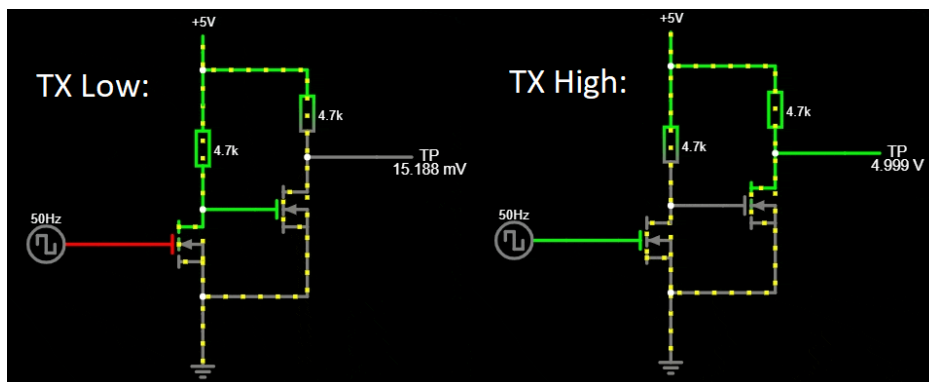 +5V
TX Low:
4.7k
4.7k
TP
15.188 mV
50Hz
+5V
TX High:
4.7k
4.7k
TP
4.999 V
50Hz